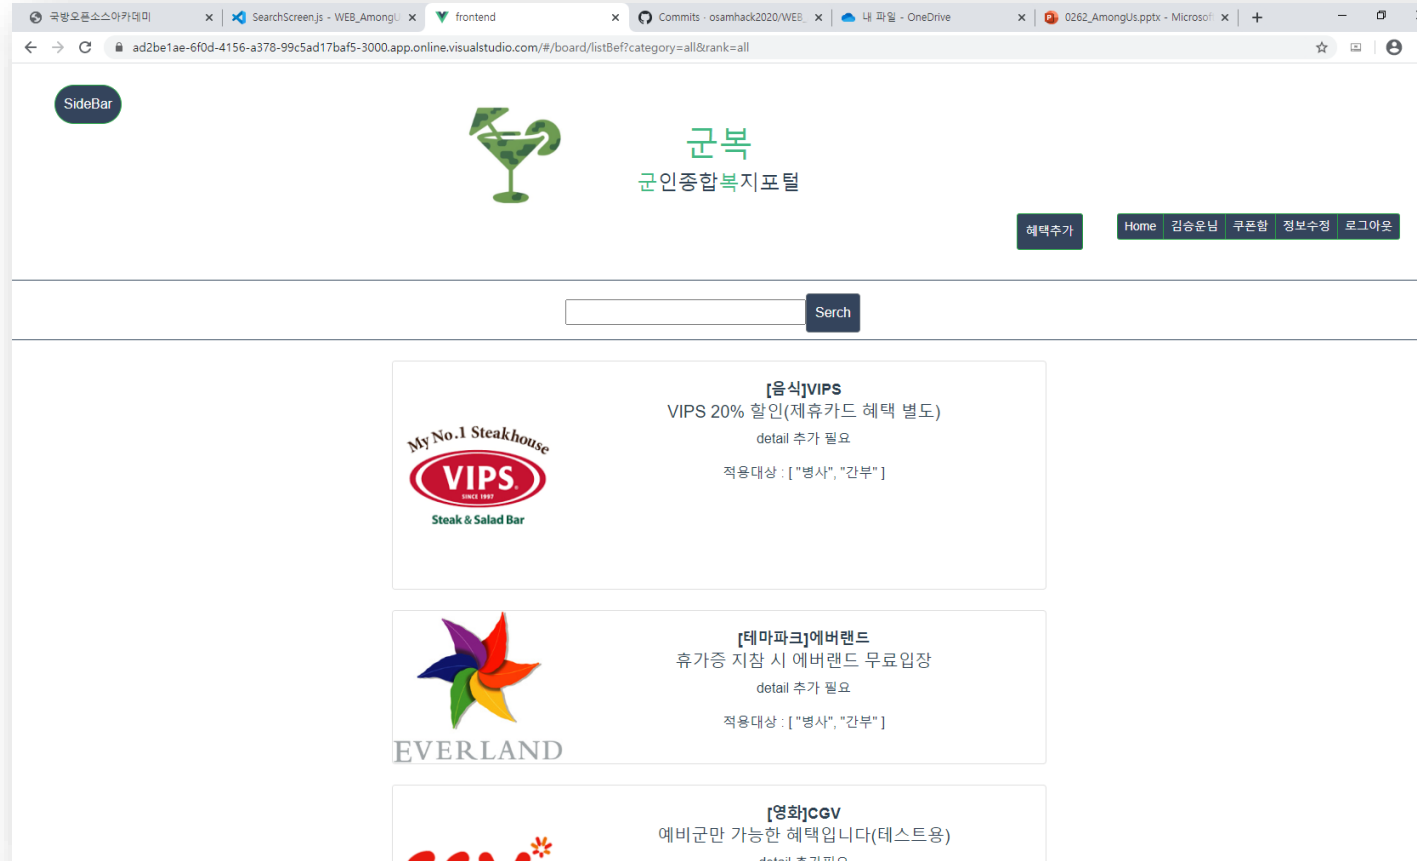 국방오픈소스아카데미
SearchScreen.js - WEB_AmongU
frontend
Commits · osamhack2020/WEB_
내 파일 - OneDrive
0262_AmongUs.pptx - Microsof
ad2be1ae-6f0d-4156-a378-99c5ad17baf5-3000.app.online.visualstudio.com/#/board/listBef?category=all&rank=all
SideBar
군복
군인종합복지포털
혜택추가
Home 김승운님 쿠폰함 정보수정 로그아웃
Serch
[음식]VIPS
VIPS 20% 할인(제휴카드 혜택 별도)
detail 추가 필요
적용대상 : [ "병사", "간부" ]
My No.1 Steakhouse
VIPS
SINCE 1997
Steak & Salad Bar
[테마파크]에버랜드
휴가증 지참 시 에버랜드 무료입장
detail 추가 필요
적용대상 : [ "병사", "간부" ]
EVERLAND
[영화]CGV
예비군만 가능한 혜택입니다(테스트용)
detail 추가필요